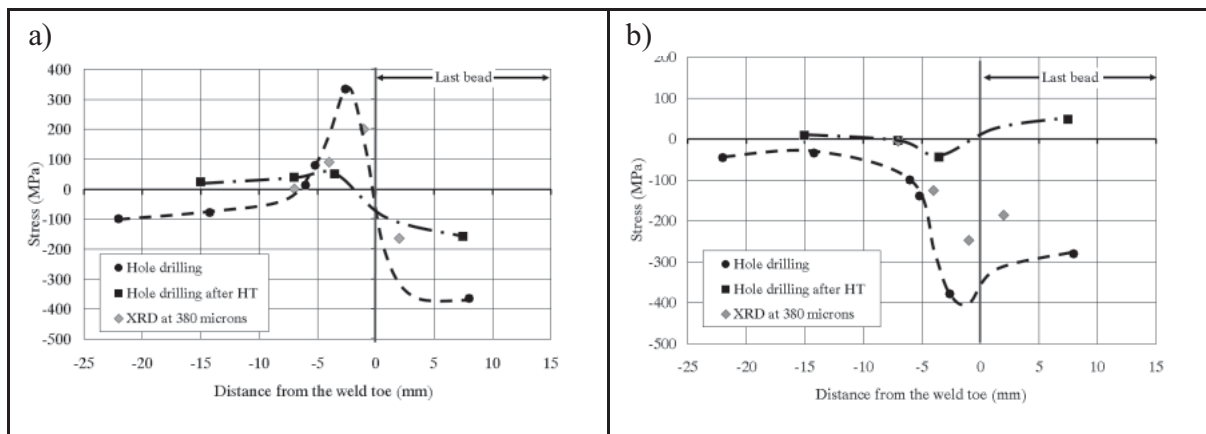 a)
400
300
200
100
0
-100
-200
-300
-400
-500
Stress (MPa)
Last bead
Hole drilling
Hole drilling after HT
XRD at 380 microns
-25 -20 -15 -10 -5 0 5 10 15
Distance from the weld toe (mm)
b)
200
100
0
-100
-200
-300
-400
-500
Stress (MPa)
Last bead
Hole drilling
Hole drilling after HT
XRD at 380 microns
-25 -20 -15 -10 -5 0 5 10 15
Distance from the weld toe (mm)